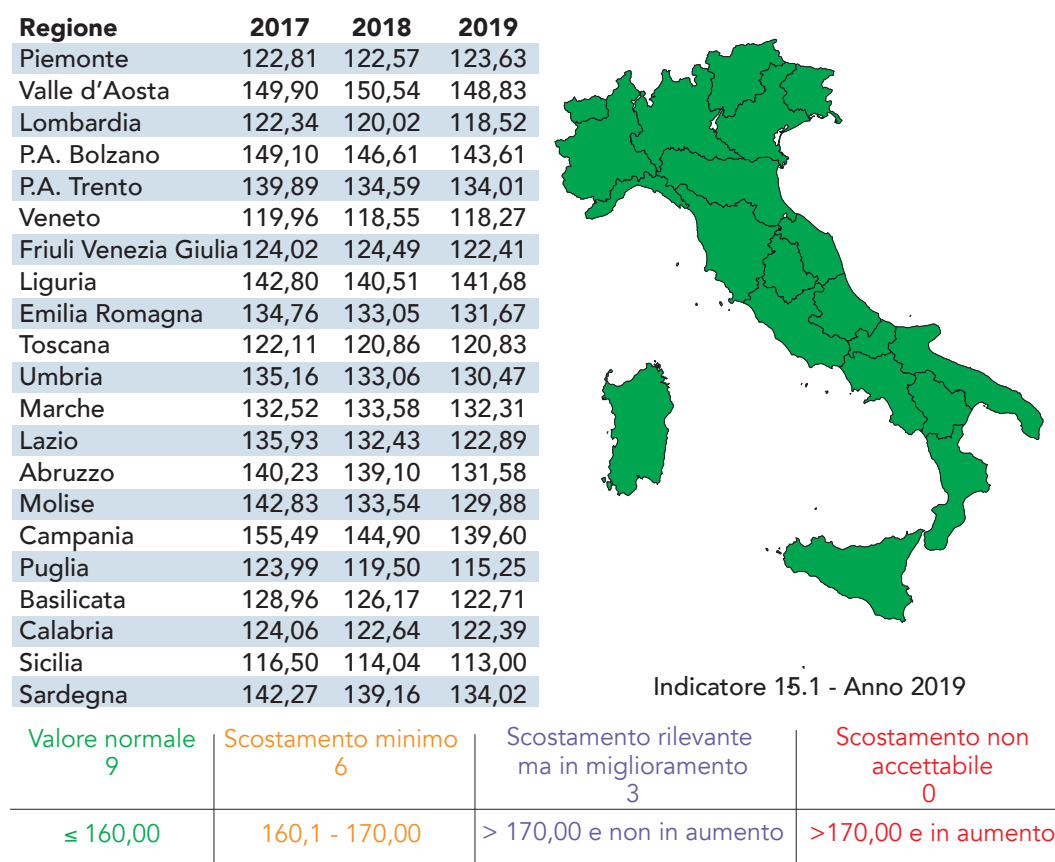 Regione 2017 2018 2019
Piemonte 122,81 122,57 123,63
Valle d’Aosta 149,90 150,54 148,83
Lombardia 122,34 120,02 118,52
P.A. Bolzano 149,10 146,61 143,61
P.A. Trento 139,89 134,59 134,01
Veneto 119,96 118,55 118,27
Friuli Venezia Giulia 124,02 124,49 122,41
Liguria 142,80 140,51 141,68
Emilia Romagna 134,76 133,05 131,67
Toscana 122,11 120,86 120,83
Umbria 135,16 133,06 130,47
Marche 132,52 133,58 132,31
Lazio 135,93 132,43 122,89
Abruzzo 140,23 139,10 131,58
Molise 142,83 133,54 129,88
Campania 155,49 144,90 139,60
Puglia 123,99 119,50 115,25
Basilicata 128,96 126,17 122,71
Calabria 124,06 122,64 122,39
Sicilia 116,50 114,04 113,00
Sardegna 142,27 139,16 134,02
Indicatore 15.1 - Anno 2019
Valore normale
9
Scostamento minimo
6
Scostamento rilevante
ma in miglioramento
3
Scostamento non
accettabile
0
≤ 160,00
160,1 - 170,00
> 170,00 e non in aumento
>170,00 e in aumento